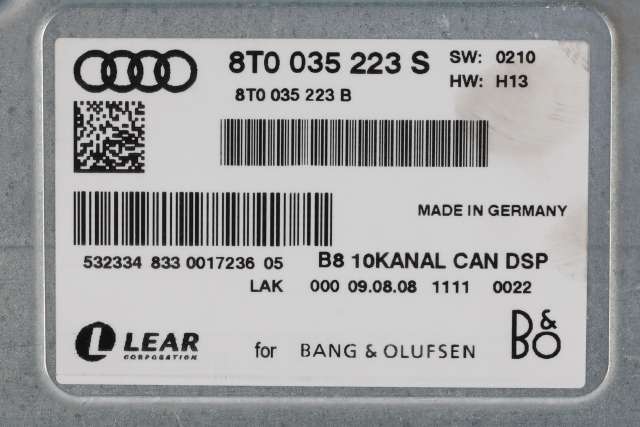 8T0 035 223 S SW: 0210
8T0 035 223 B HW: H13
MADE IN GERMANY
532334 833 0017236 05 B8 10KANAL CAN DSP
LAK 000 09.08.08 1111 0022
LEAR
CORPORATION
for BANG & OLUFSEN B&O